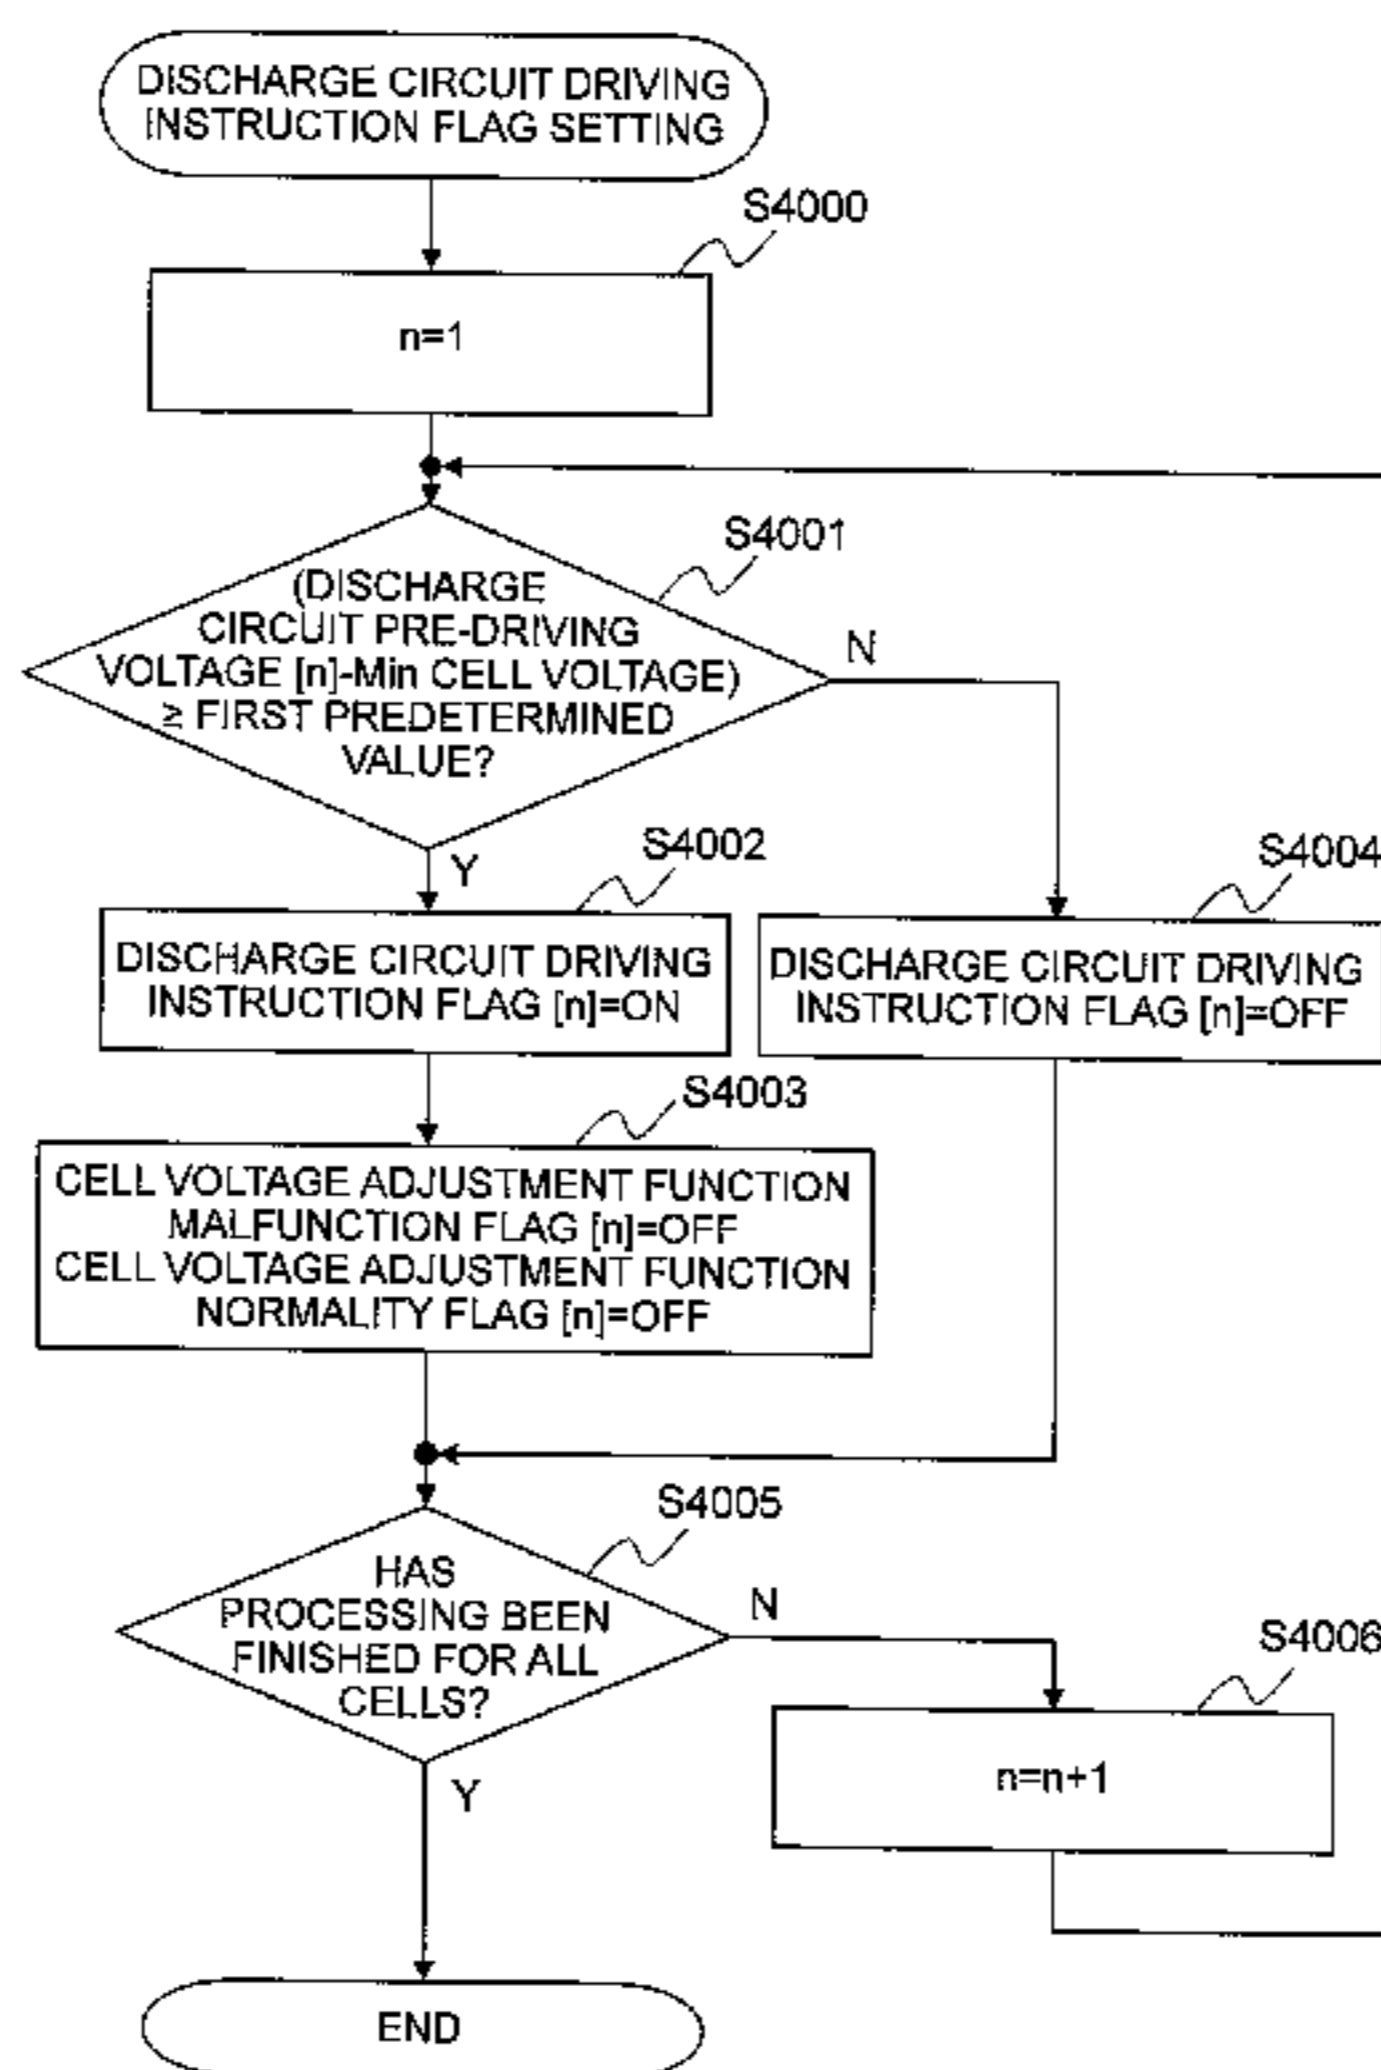 DISCHARGE CIRCUIT DRIVING
INSTRUCTION FLAG SETTING
S4000
n=1
S4001
(DISCHARGE
CIRCUIT PRE-DRIVING
VOLTAGE [n]-Min CELL VOLTAGE)
≥ FIRST PREDETERMINED
VALUE?
N
Y
S4002
DISCHARGE CIRCUIT DRIVING
INSTRUCTION FLAG [n]=ON
S4004
DISCHARGE CIRCUIT DRIVING
INSTRUCTION FLAG [n]=OFF
S4003
CELL VOLTAGE ADJUSTMENT FUNCTION
MALFUNCTION FLAG [n]=OFF
CELL VOLTAGE ADJUSTMENT FUNCTION
NORMALITY FLAG [n]=OFF
S4005
HAS
PROCESSING BEEN
FINISHED FOR ALL
CELLS?
N
Y
S4006
n=n+1
END